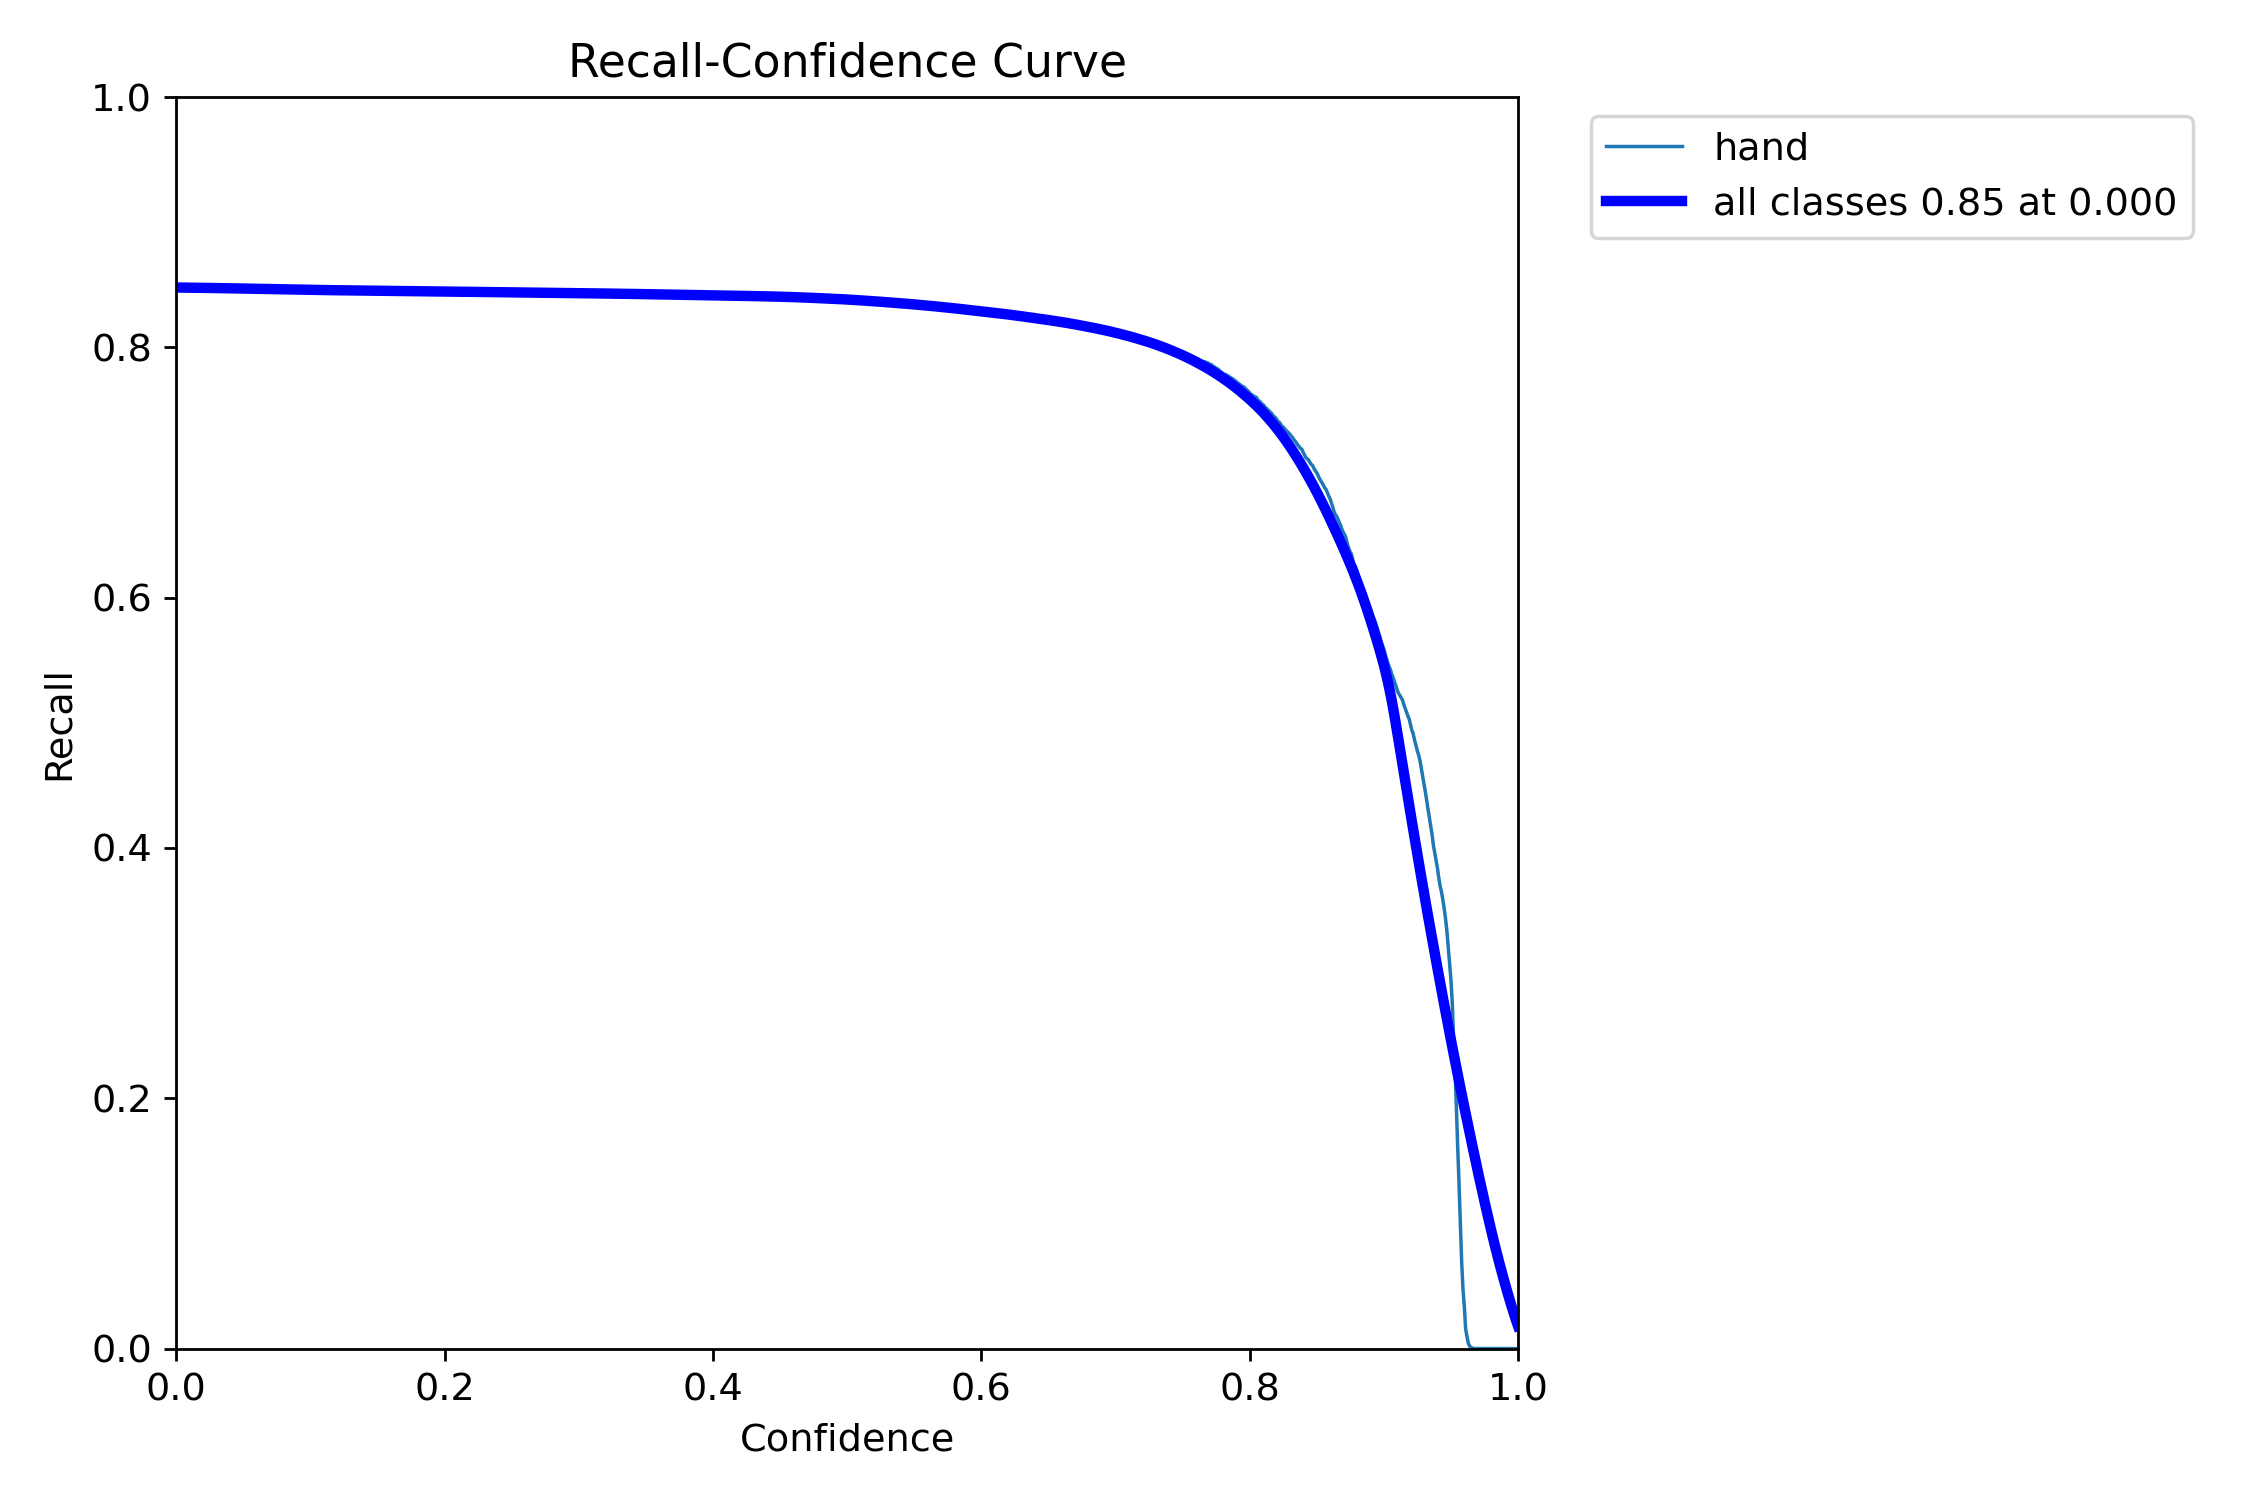 Recall-Confidence Curve
1.0
0.8
0.6
0.4
0.2
0.0
Recall
0.0 0.2 0.4 0.6 0.8 1.0
Confidence
hand
all classes 0.85 at 0.000